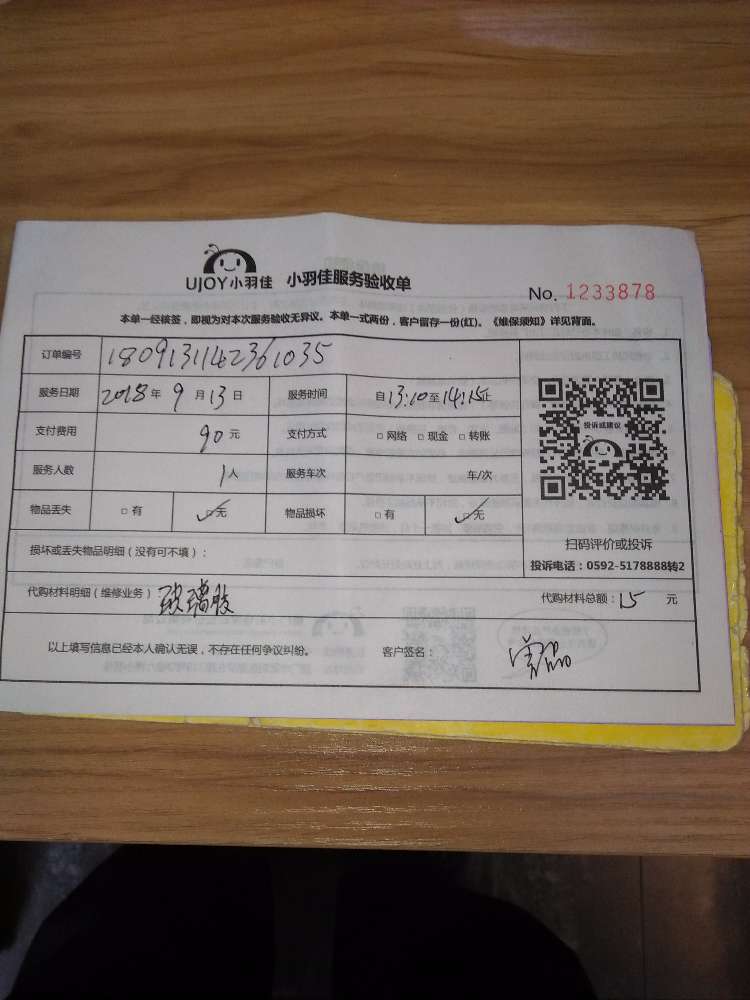 UJOY小羽佳 小羽佳服务验收单
No. 1233878
本单一经核签，即视为对本次服务验收无异议。本单一式两份，客户留存一份(红)。《维保须知》详见背面。
订单编号 1809131142361035
服务日期 2018年 9 月 13 日 服务时间 自13:10至14:15止
支付费用 90 元 支付方式 □网络 □现金 □转账
服务人数 1人 服务车次 车/次
物品丢失 □有 ✓无 物品损坏 □有 ✓无
投诉或建议
扫码评价或投诉
投诉电话：0592-5178888转2
损坏或丢失物品明细（没有可不填）：
代购材料明细（维修业务）：玻璃胶 代购材料总额：15 元
以上填写信息已经本人确认无误，不存在任何争议纠纷。 客户签名：